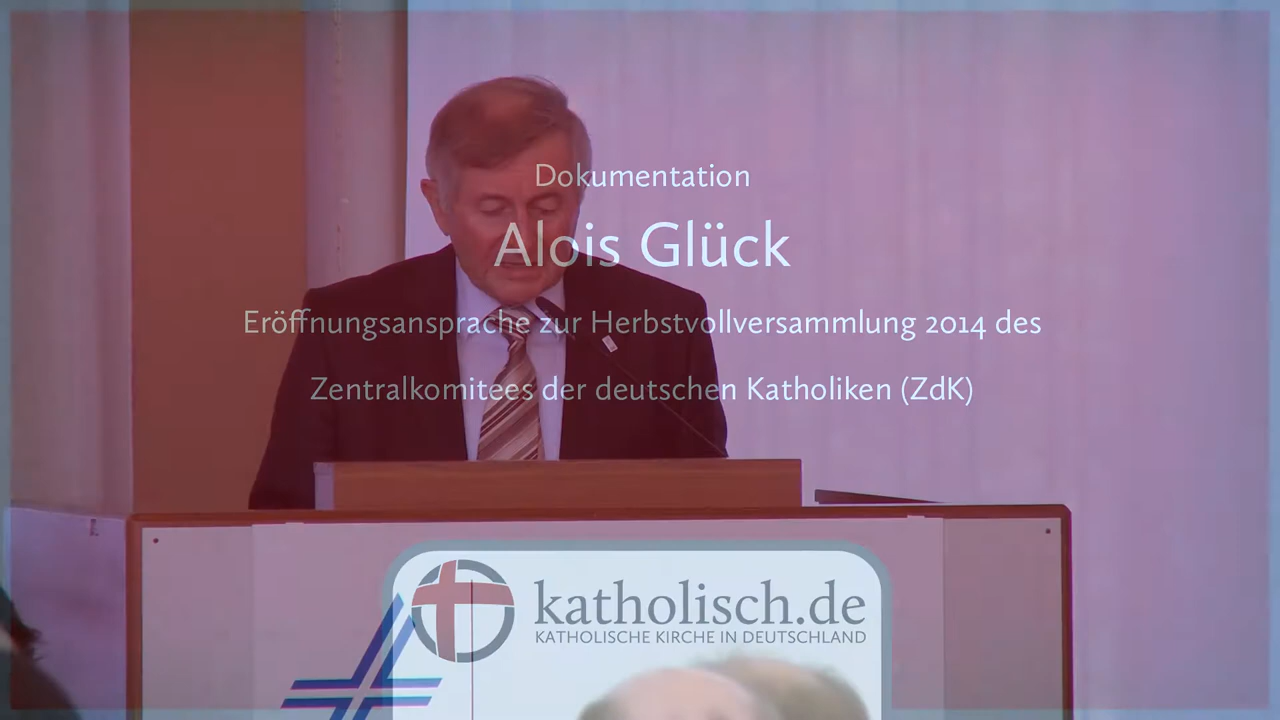 Dokumentation
Alois Glück
Eröffnungsansprache zur Herbstvollversammlung 2014 des
Zentralkomitees der deutschen Katholiken (ZdK)
katholisch.de
KATHOLISCHE KIRCHE IN DEUTSCHLAND